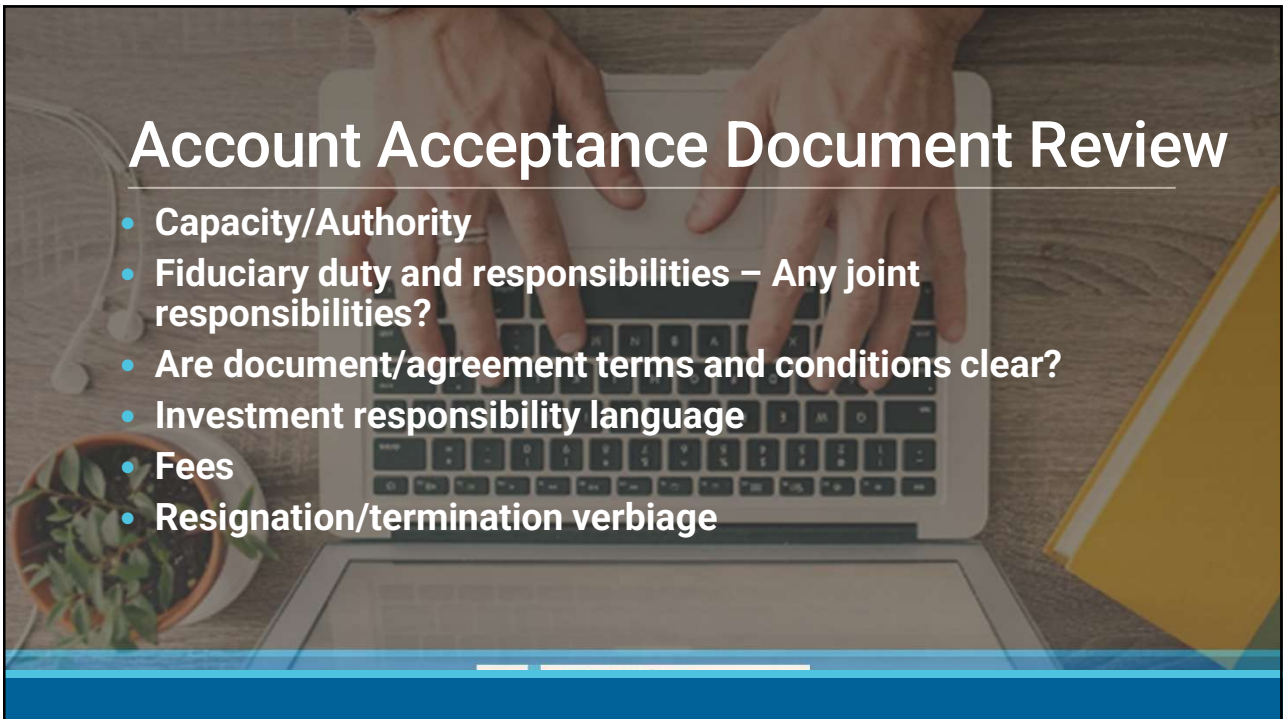 Account Acceptance Document Review
• Capacity/Authority
• Fiduciary duty and responsibilities – Any joint
responsibilities?
• Are document/agreement terms and conditions clear?
• Investment responsibility language
• Fees
• Resignation/termination verbiage